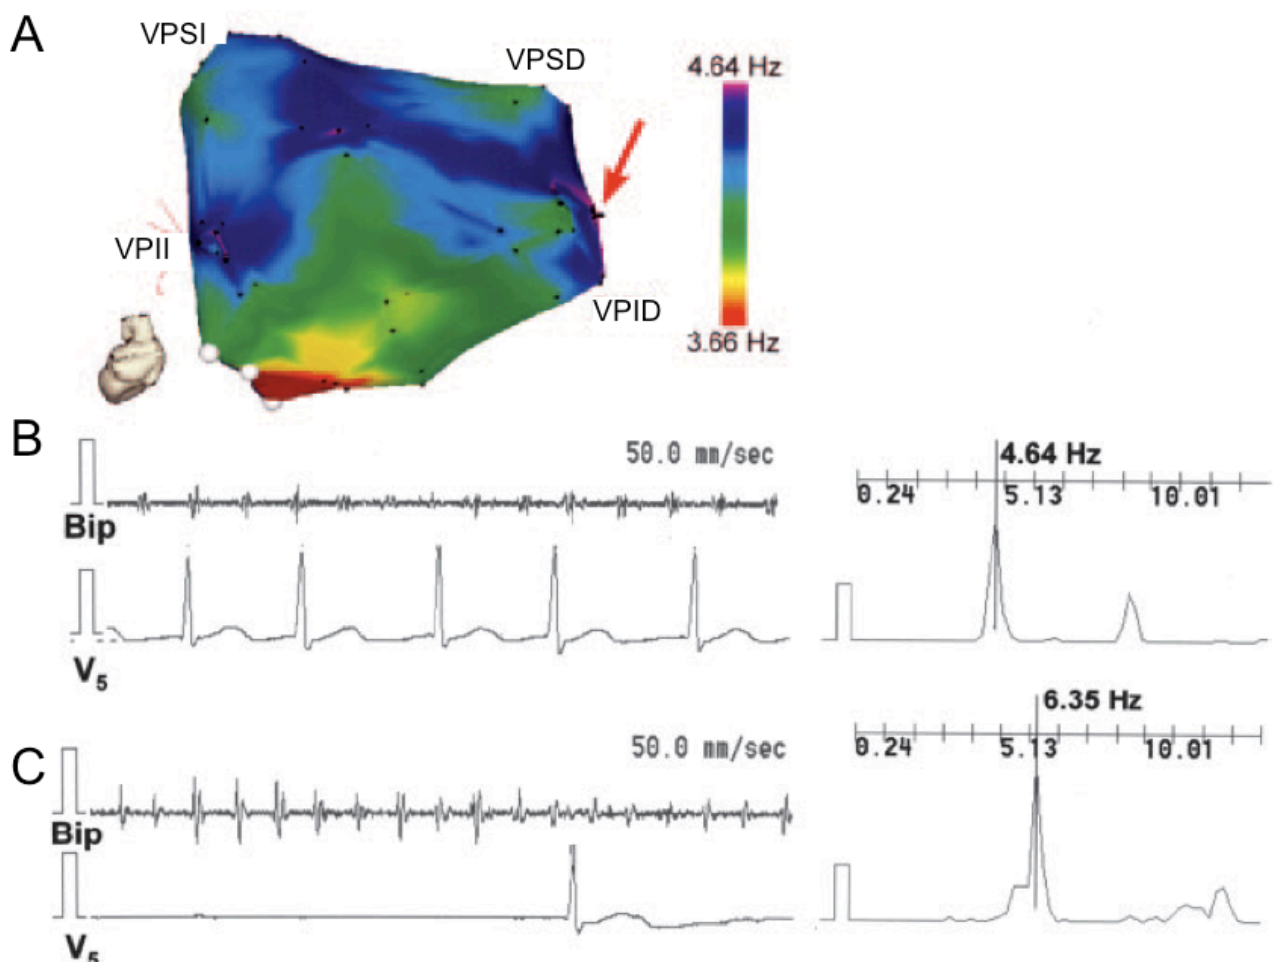 A
VPSI
VPSD
4.64 Hz
VPII
VPID
3.66 Hz
B
50.0 mm/sec
4.64 Hz
0.24 5.13 10.01
Bip
V5
6.35 Hz
C
50.0 mm/sec
0.24 5.13 10.01
Bip
V5